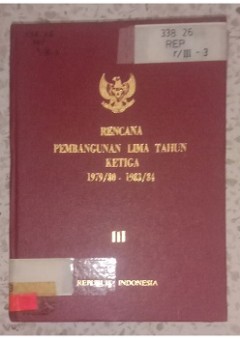 338 26
REP
r/III-3
RENCANA
PEMBANGUNAN LIMA TAHUN
KETIGA
1979/80 - 1983/84
III
REPUBLIK INDONESIA